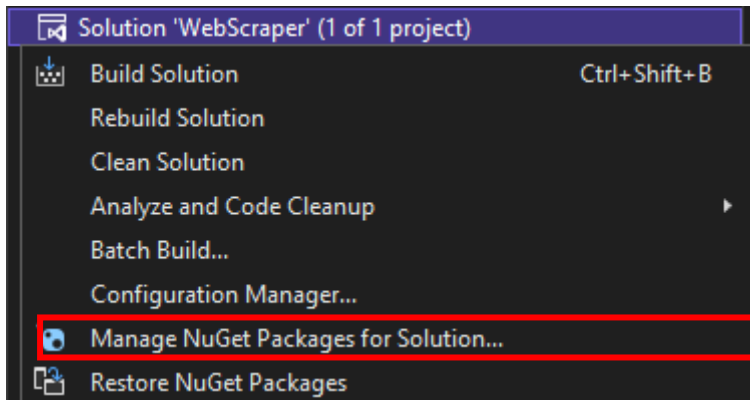 Solution 'WebScraper' (1 of 1 project)
Build Solution Ctrl+Shift+B
Rebuild Solution
Clean Solution
Analyze and Code Cleanup
Batch Build...
Configuration Manager...
Manage NuGet Packages for Solution...
Restore NuGet Packages